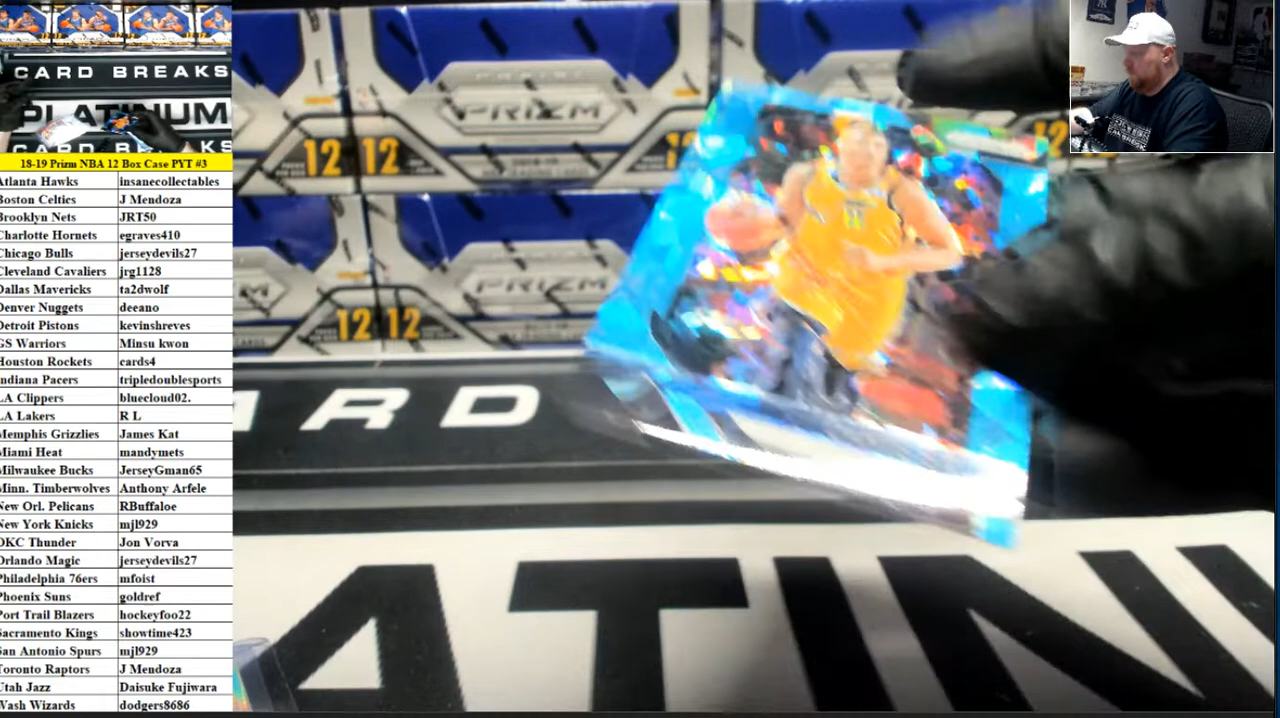 CARD BREAKS
PLATINUM
CARD BREAKS
18-19 Prizm NBA 12 Box Case PYT #3
Atlanta Hawks insanecollectables
Boston Celtics J Mendoza
Brooklyn Nets JRT50
Charlotte Hornets egraves410
Chicago Bulls jerseydevils27
Cleveland Cavaliers jrg1128
Dallas Mavericks ta2dwolf
Denver Nuggets deeano
Detroit Pistons kevinshreves
GS Warriors Minsu kwon
Houston Rockets cards4
ndiana Pacers tripledoublesports
LA Clippers bluecloud02.
LA Lakers R L
Memphis Grizzlies James Kat
Miami Heat mandymets
Milwaukee Bucks JerseyGman65
Minn. Timberwolves Anthony Arfele
New Orl. Pelicans RBuffaloe
New York Knicks mjl929
OKC Thunder Jon Vorva
Orlando Magic jerseydevils27
Philadelphia 76ers mfoist
Phoenix Suns goldref
Port Trail Blazers hockeyfoo22
Sacramento Kings showtime423
San Antonio Spurs mjl929
Toronto Raptors J Mendoza
Utah Jazz Daisuke Fujiwara
Wash Wizards dodgers8686
PRIZM
12 12 12 12
PRIZM
12 12
ARD
ATINU